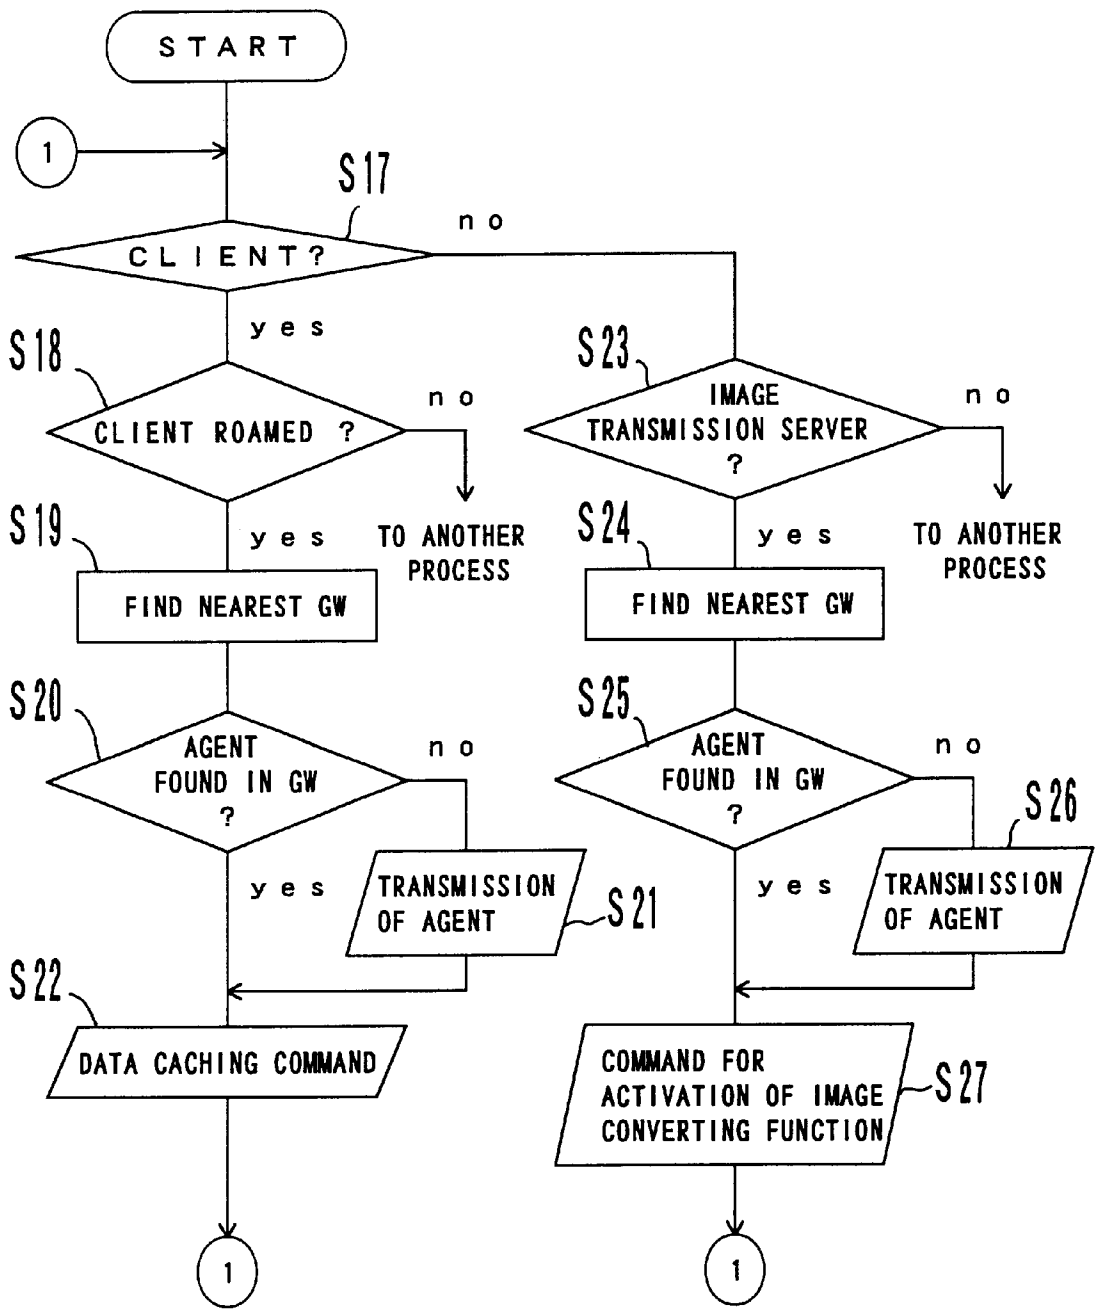 START
1
S17
no
CLIENT?
yes
S18
no
CLIENT ROAMED ?
yes
TO ANOTHER
PROCESS
S19
FIND NEAREST GW
S20
no
AGENT
FOUND IN GW
?
yes
TRANSMISSION
OF AGENT
S21
S22
DATA CACHING COMMAND
1
S23
no
IMAGE
TRANSMISSION SERVER
?
yes
TO ANOTHER
PROCESS
S24
FIND NEAREST GW
S25
no
AGENT
FOUND IN GW
?
yes
S26
TRANSMISSION
OF AGENT
COMMAND FOR
ACTIVATION OF IMAGE
CONVERTING FUNCTION
S27
1